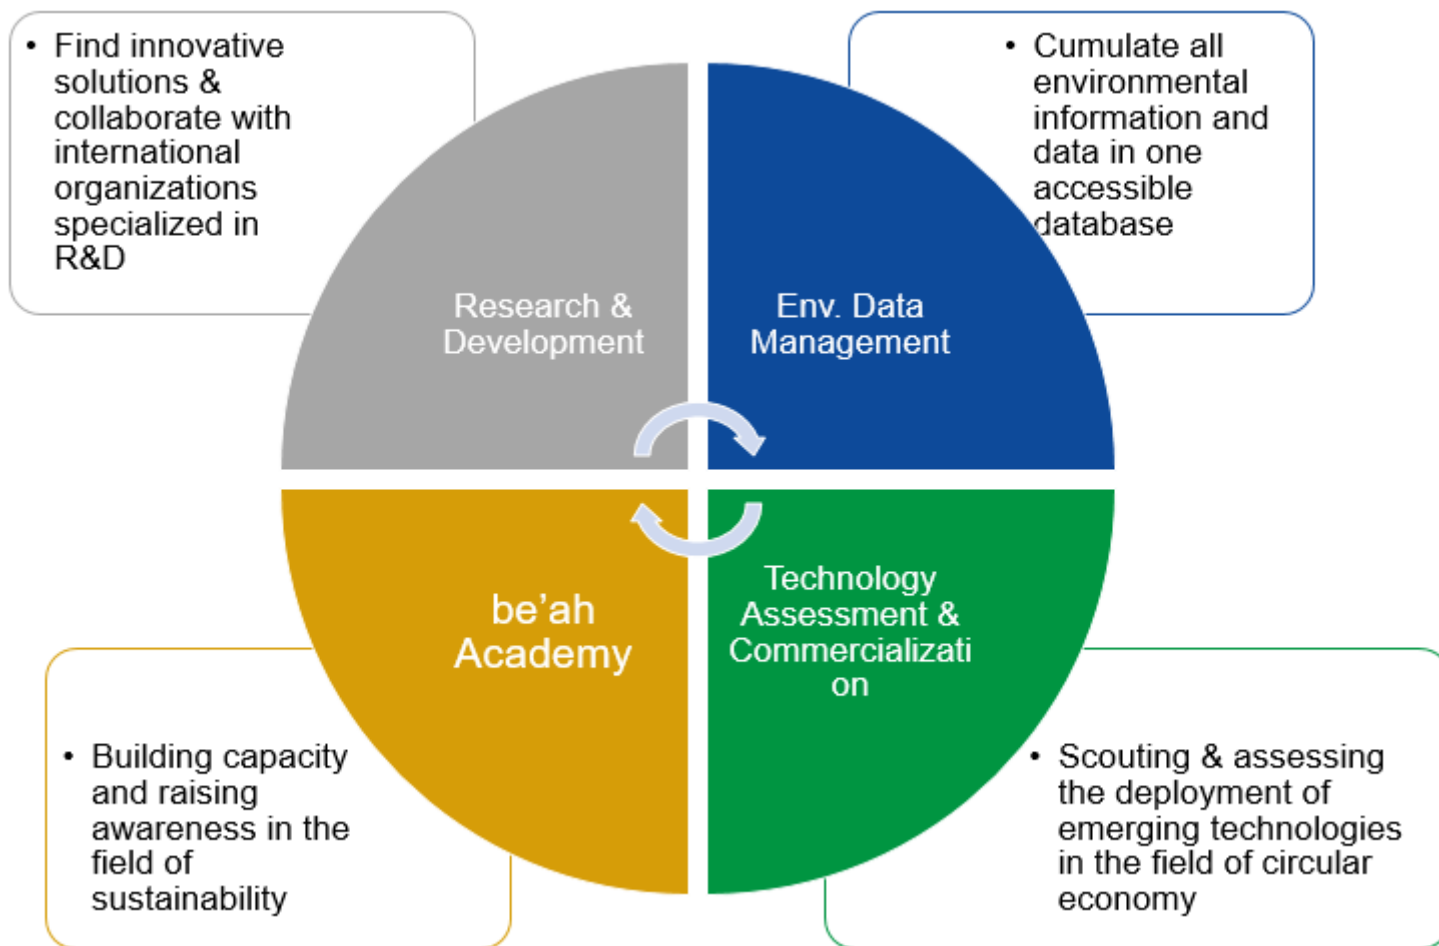 • Find innovative
solutions &
collaborate with
international
organizations
specialized in
R&D
• Cumulate all
environmental
information and
data in one
accessible
database
Research &
Development
Env. Data
Management
be’ah
Academy
Technology
Assessment &
Commercializati
on
• Building capacity
and raising
awareness in the
field of
sustainability
• Scouting & assessing
the deployment of
emerging technologies
in the field of circular
economy